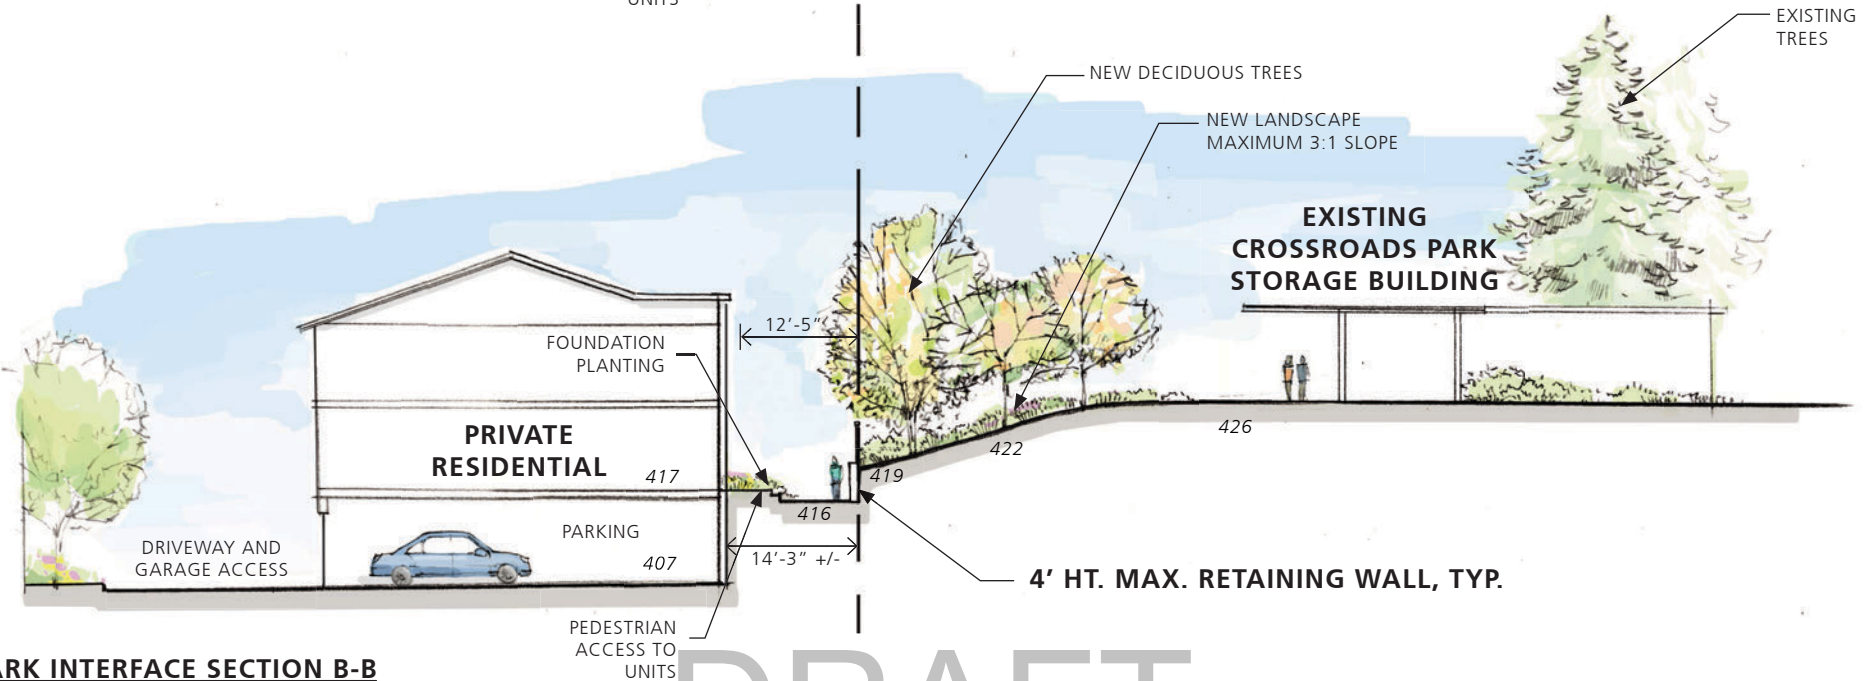 UNITS
EXISTING
TREES
NEW DECIDUOUS TREES
NEW LANDSCAPE
MAXIMUM 3:1 SLOPE
EXISTING
CROSSROADS PARK
STORAGE BUILDING
12'-5"
FOUNDATION
PLANTING
PRIVATE
RESIDENTIAL
417
419
422
426
416
PARKING
407
DRIVEWAY AND
GARAGE ACCESS
14'-3" +/-
4' HT. MAX. RETAINING WALL, TYP.
PEDESTRIAN
ACCESS TO
UNITS
ARK INTERFACE SECTION B-B
DRAFT